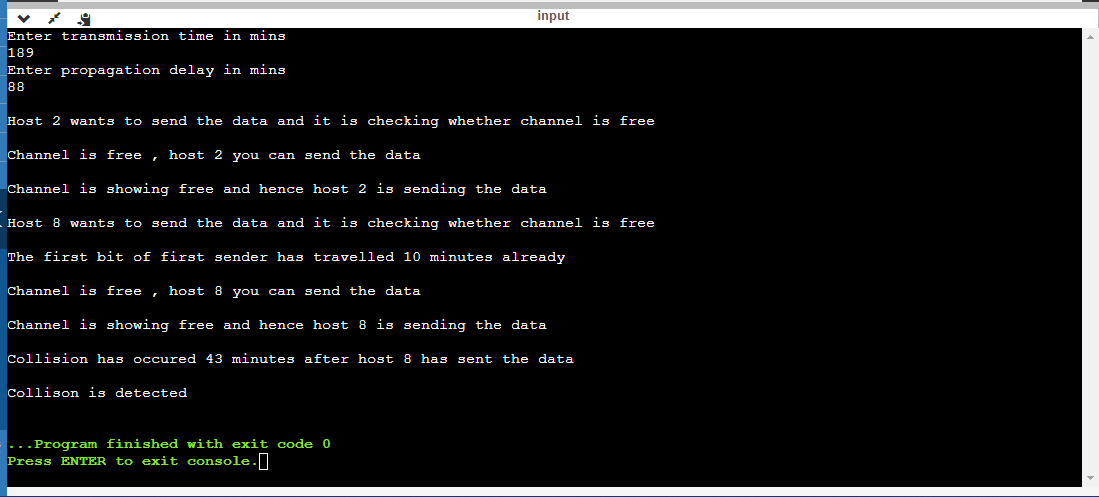 input
Enter transmission time in mins
189
Enter propagation delay in mins
88
Host 2 wants to send the data and it is checking whether channel is free
Channel is free , host 2 you can send the data
Channel is showing free and hence host 2 is sending the data
Host 8 wants to send the data and it is checking whether channel is free
The first bit of first sender has travelled 10 minutes already
Channel is free , host 8 you can send the data
Channel is showing free and hence host 8 is sending the data
Collision has occured 43 minutes after host 8 has sent the data
Collison is detected
...Program finished with exit code 0
Press ENTER to exit console.